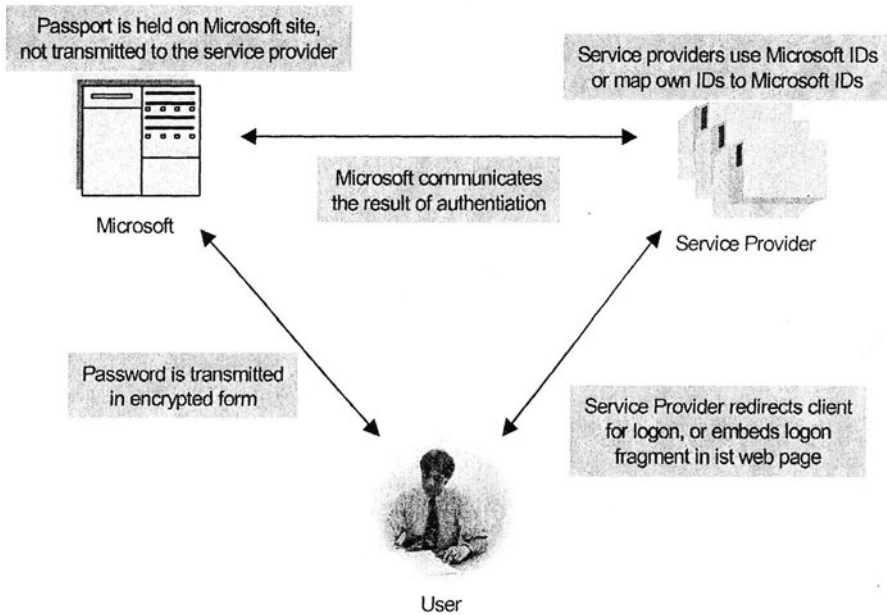 Passport is held on Microsoft site,
not transmitted to the service provider
Service providers use Microsoft IDs
or map own IDs to Microsoft IDs
Microsoft communicates
the result of authentiation
Microsoft
Service Provider
Password is transmitted
in encrypted form
Service Provider redirects client
for logon, or embeds logon
fragment in ist web page
User